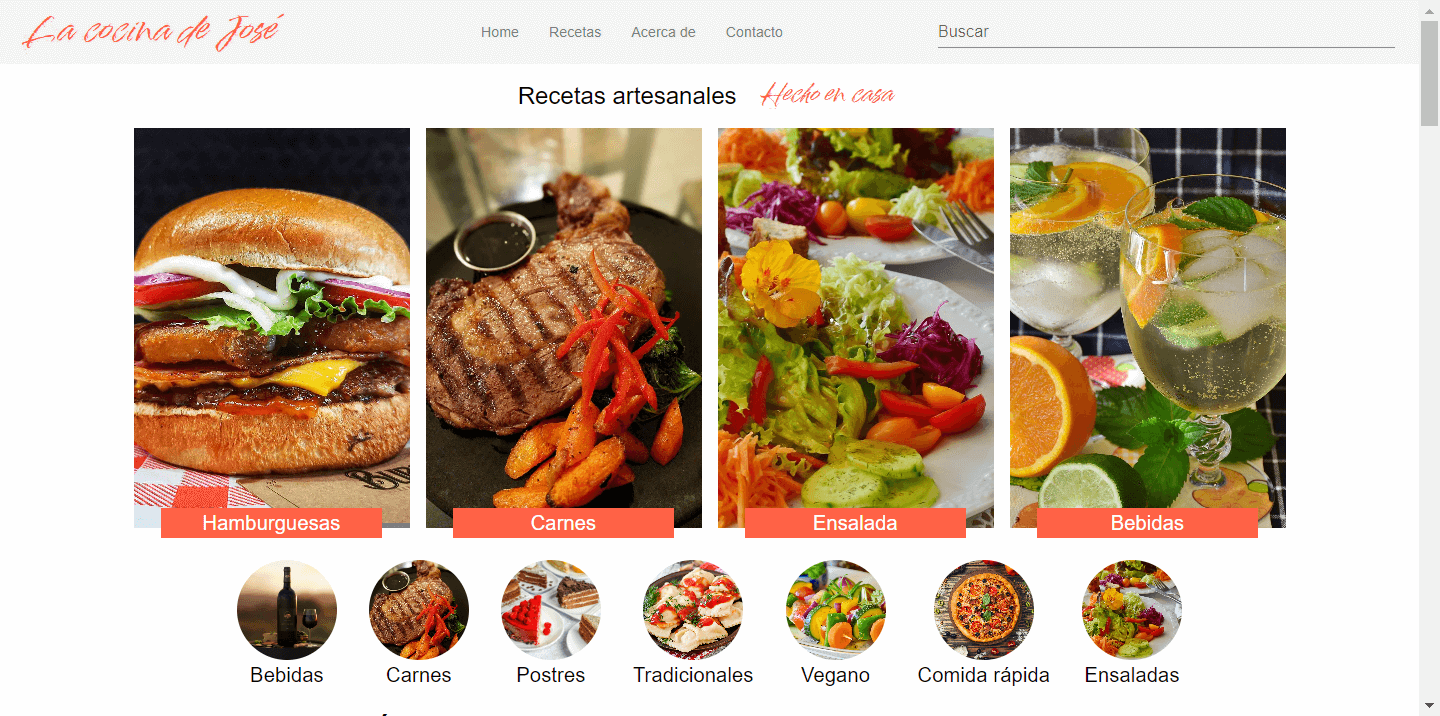 La cocina de José
Home Recetas Acerca de Contacto
Buscar
Recetas artesanales Hecho en casa
Hamburguesas Carnes Ensalada Bebidas
Bebidas Carnes Postres Tradicionales Vegano Comida rápida Ensaladas